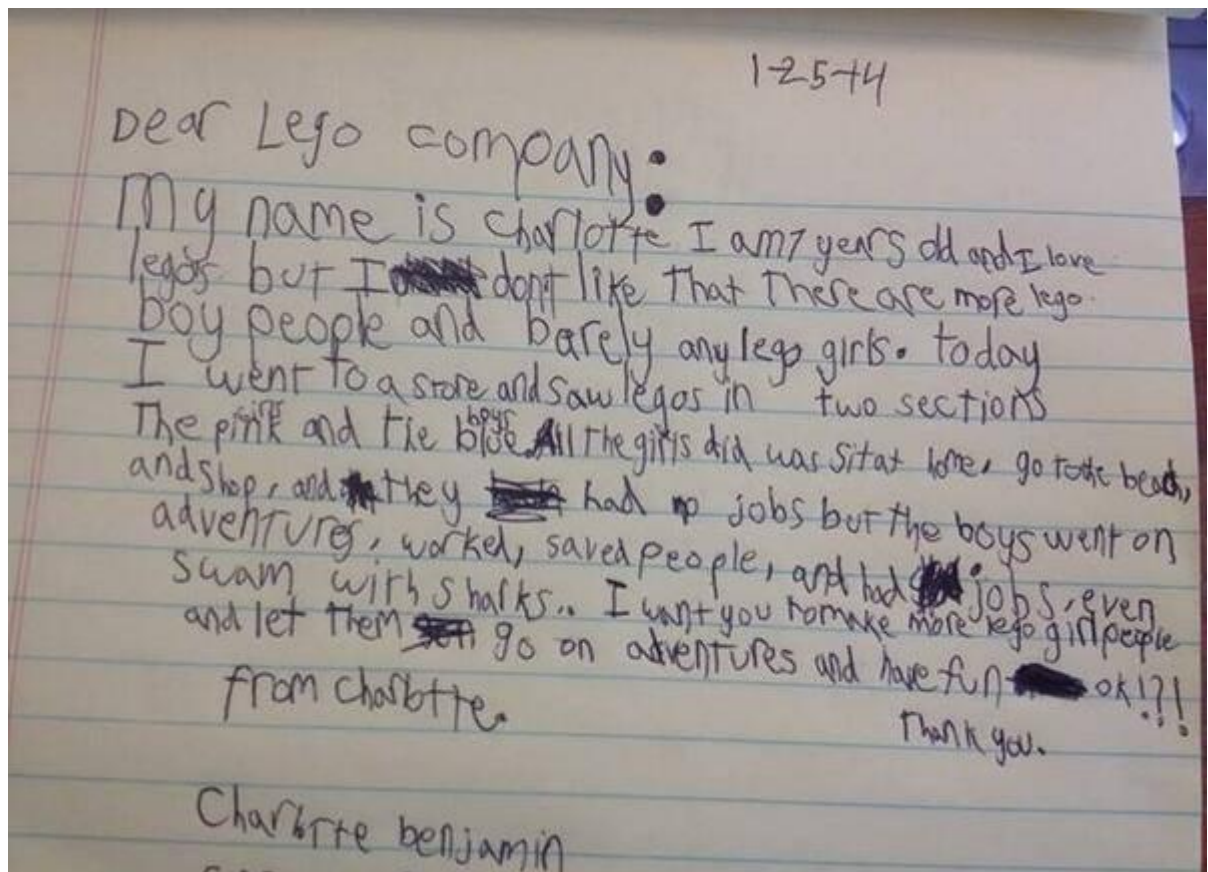 1-25-14
Dear Lego company:
My name is Charlotte I am 7 years old and I love
legos but I don't like that There are more lego
boy people and barely any lego girls. today
I went to a store and saw legos in two sections
The pink girls and the blue boys. All the girls did was sit at home, go to the beach,
and shop, and they had no jobs but the boys went on
adventures, worked, saved people, and had jobs, even
swam with sharks.. I want you to make more lego girl people
and let them go on adventures and have fun ok!?!
from Charlotte.
Thank you.
Charlotte benjamin